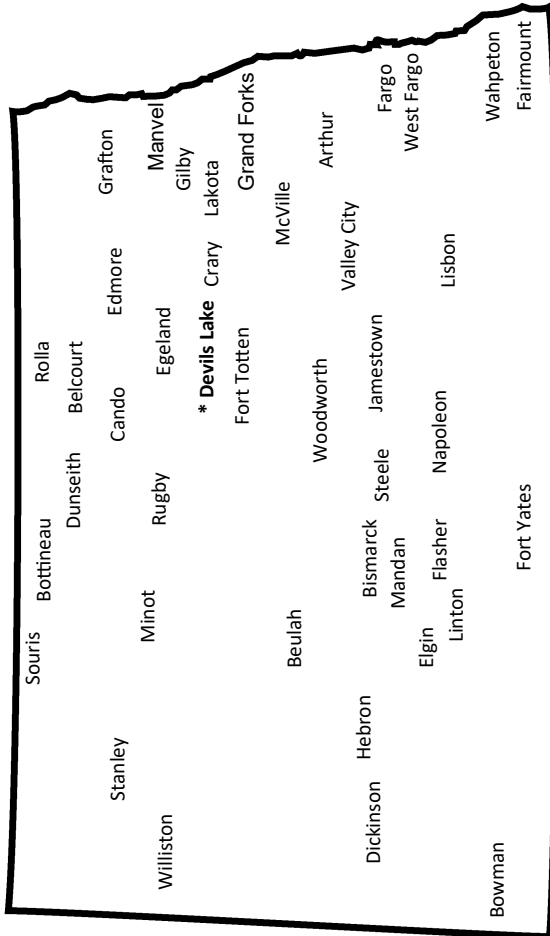 Souris
Bottineau
Rolla
Dunseith
Belcourt
Stanley
Cando
Edmore
Grafton
Williston
Minot
Rugby
Egeland
Manvel
Gilby
* Devils Lake
Crary
Lakota
Fort Totten
Grand Forks
Beulah
McVille
Woodworth
Arthur
Valley City
Dickinson
Hebron
Bismarck
Steele
Jamestown
Fargo
Mandan
West Fargo
Elgin
Flasher
Napoleon
Linton
Lisbon
Bowman
Wahpeton
Fort Yates
Fairmount